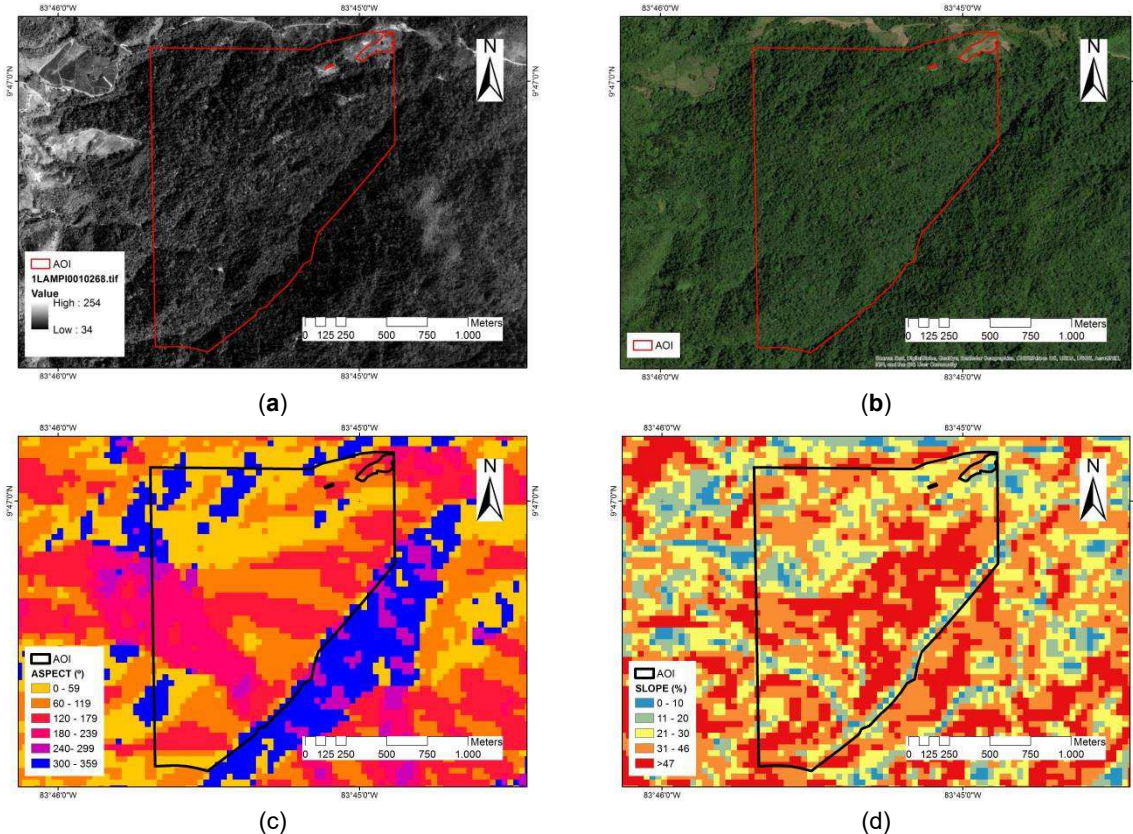 83°46'0"W 83°45'0"W
9°47'0"N
N
AOI
1LAMPI0010268.tif
Value
High : 254
Low : 34
Meters
0 125 250 500 750 1.000
83°46'0"W 83°45'0"W
(a)
83°46'0"W 83°45'0"W
9°47'0"N
N
AOI
Meters
0 125 250 500 750 1.000
83°46'0"W 83°45'0"W
(b)
83°46'0"W 83°45'0"W
9°47'0"N
N
AOI
ASPECT (º)
0 - 59
60 - 119
120 - 179
180 - 239
240- 299
300 - 359
Meters
0 125 250 500 750 1.000
83°46'0"W 83°45'0"W
(c)
83°46'0"W 83°45'0"W
9°47'0"N
N
AOI
SLOPE (%)
0 - 10
11 - 20
21 - 30
31 - 46
>47
Meters
0 125 250 500 750 1.000
83°46'0"W 83°45'0"W
(d)